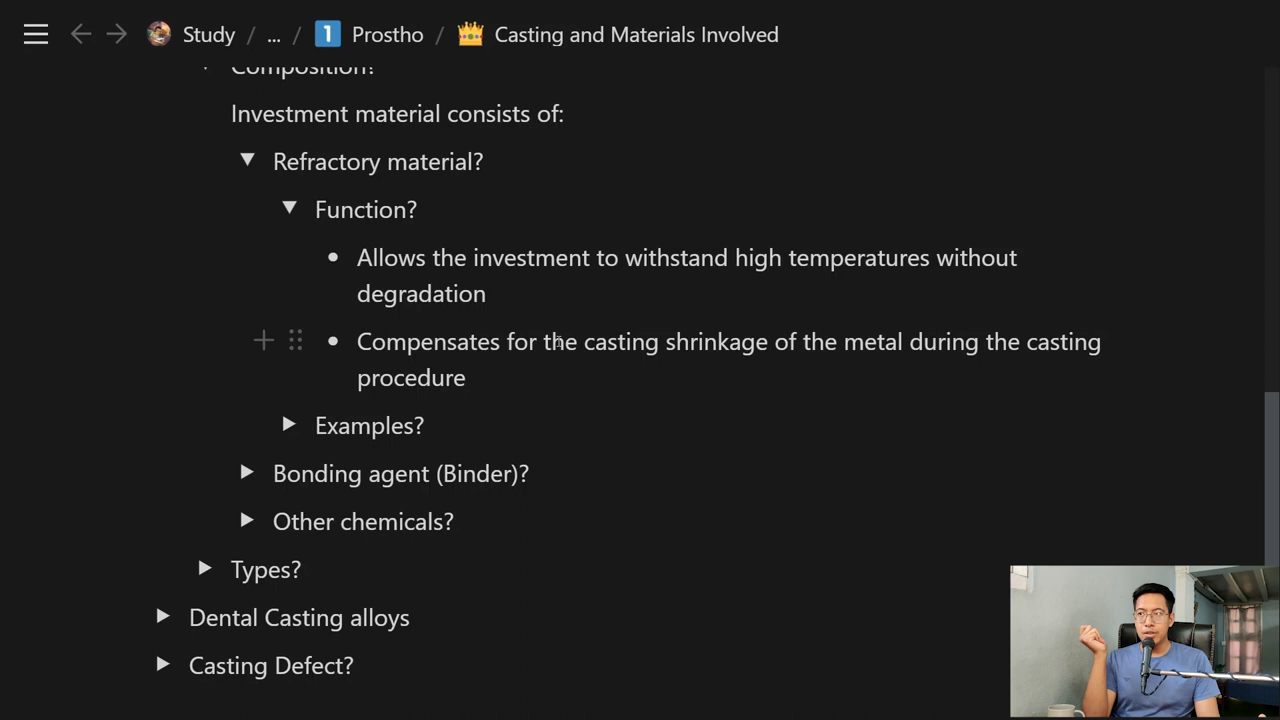 Study / ... / 1 Prostho / Casting and Materials Involved
Composition?
Investment material consists of:
Refractory material?
Function?
Allows the investment to withstand high temperatures without
degradation
Compensates for the casting shrinkage of the metal during the casting
procedure
Examples?
Bonding agent (Binder)?
Other chemicals?
Types?
Dental Casting alloys
Casting Defect?